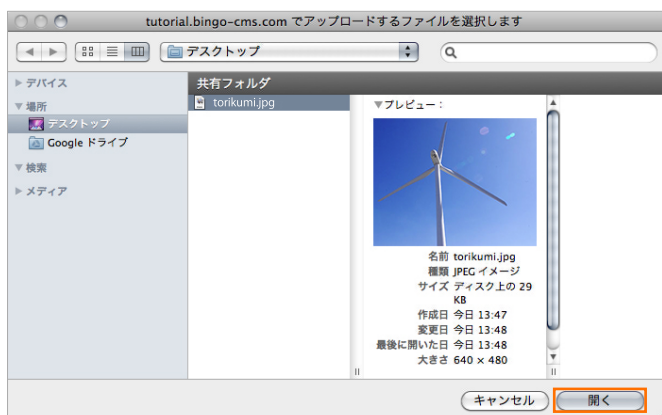 tutorial.bingo-cms.com でアップロードするファイルを選択します
デスクトップ
デバイス
場所
デスクトップ
Google ドライブ
検索
メディア
共有フォルダ
torikumi.jpg
プレビュー：
名前 torikumi.jpg
種類 JPEG イメージ
サイズ ディスク上の 29
KB
作成日 今日 13:47
変更日 今日 13:48
最後に開いた日 今日 13:48
大きさ 640 × 480
キャンセル
開く